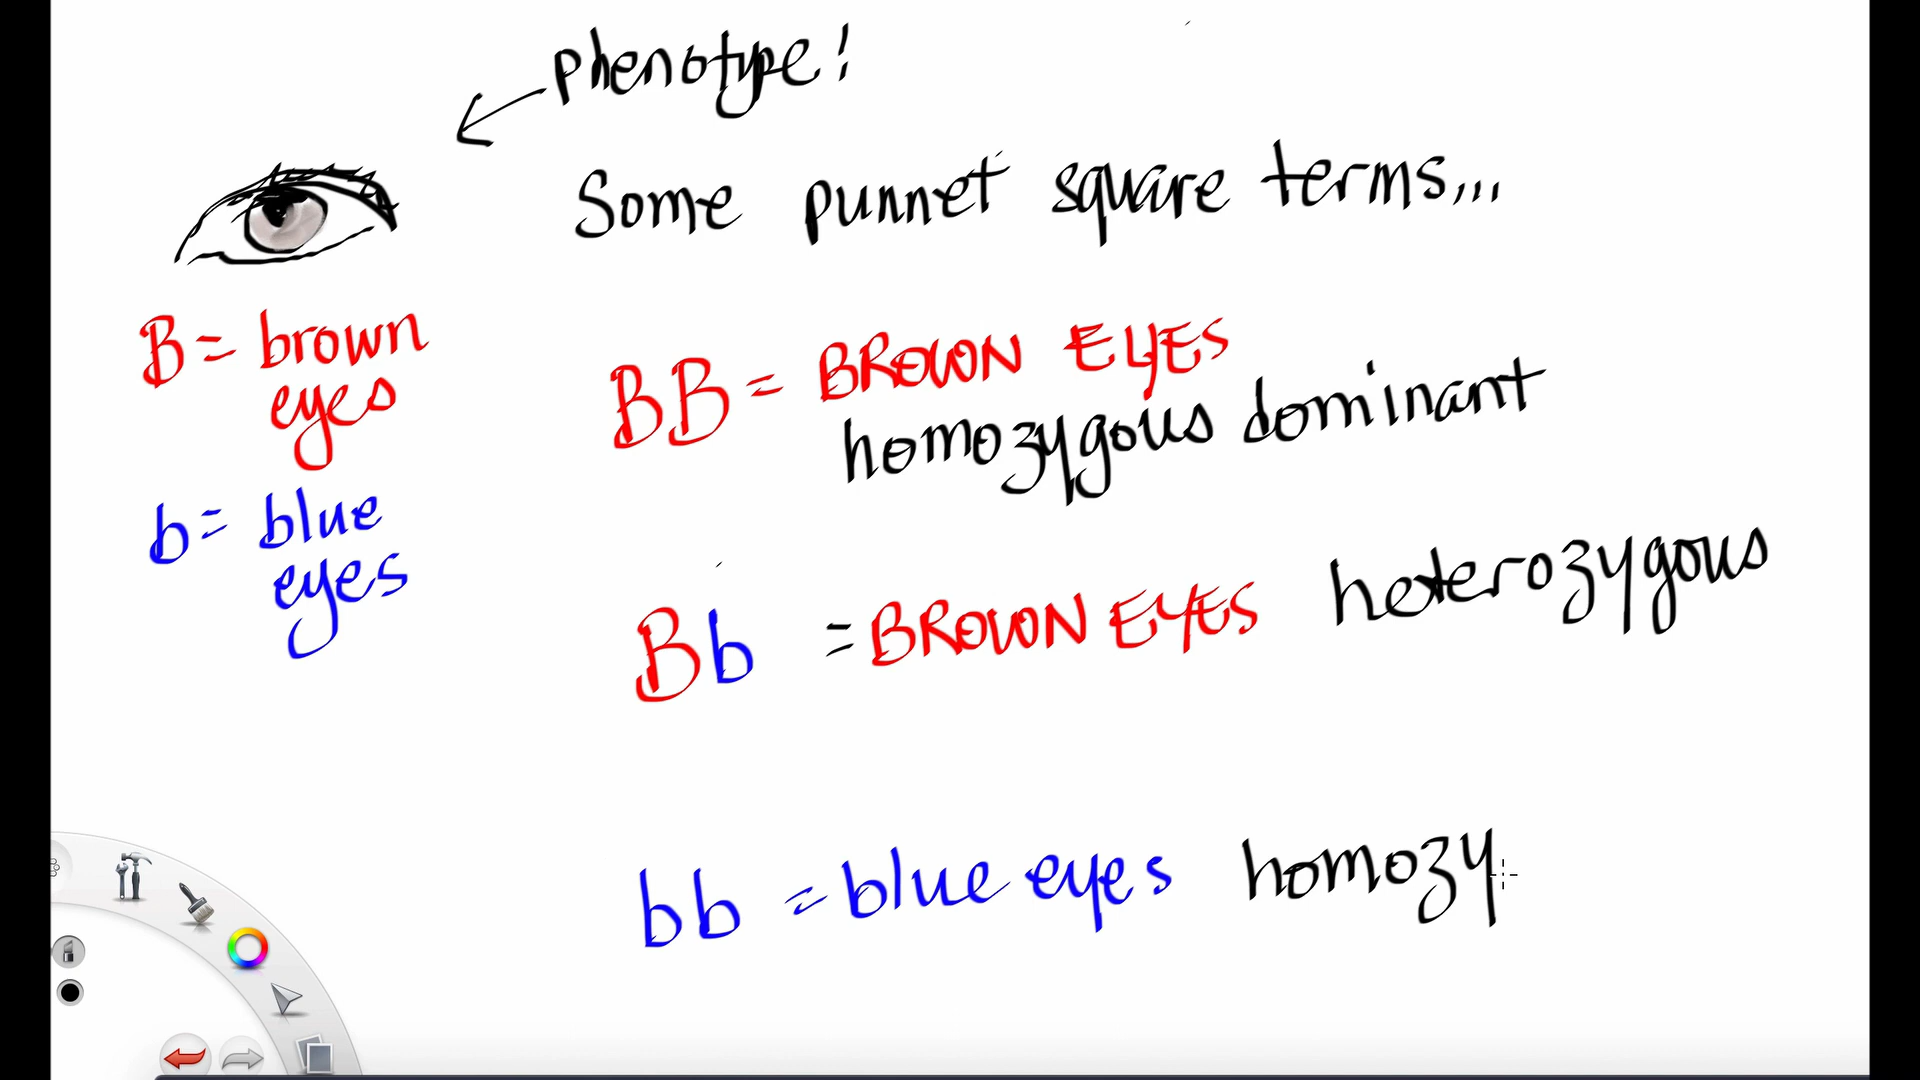 phenotype!
Some punnet square terms...
B = brown
eyes
b = blue
eyes
BB = BROWN EYES
homozygous dominant
Bb = BROWN EYES heterozygous
bb = blue eyes homozy